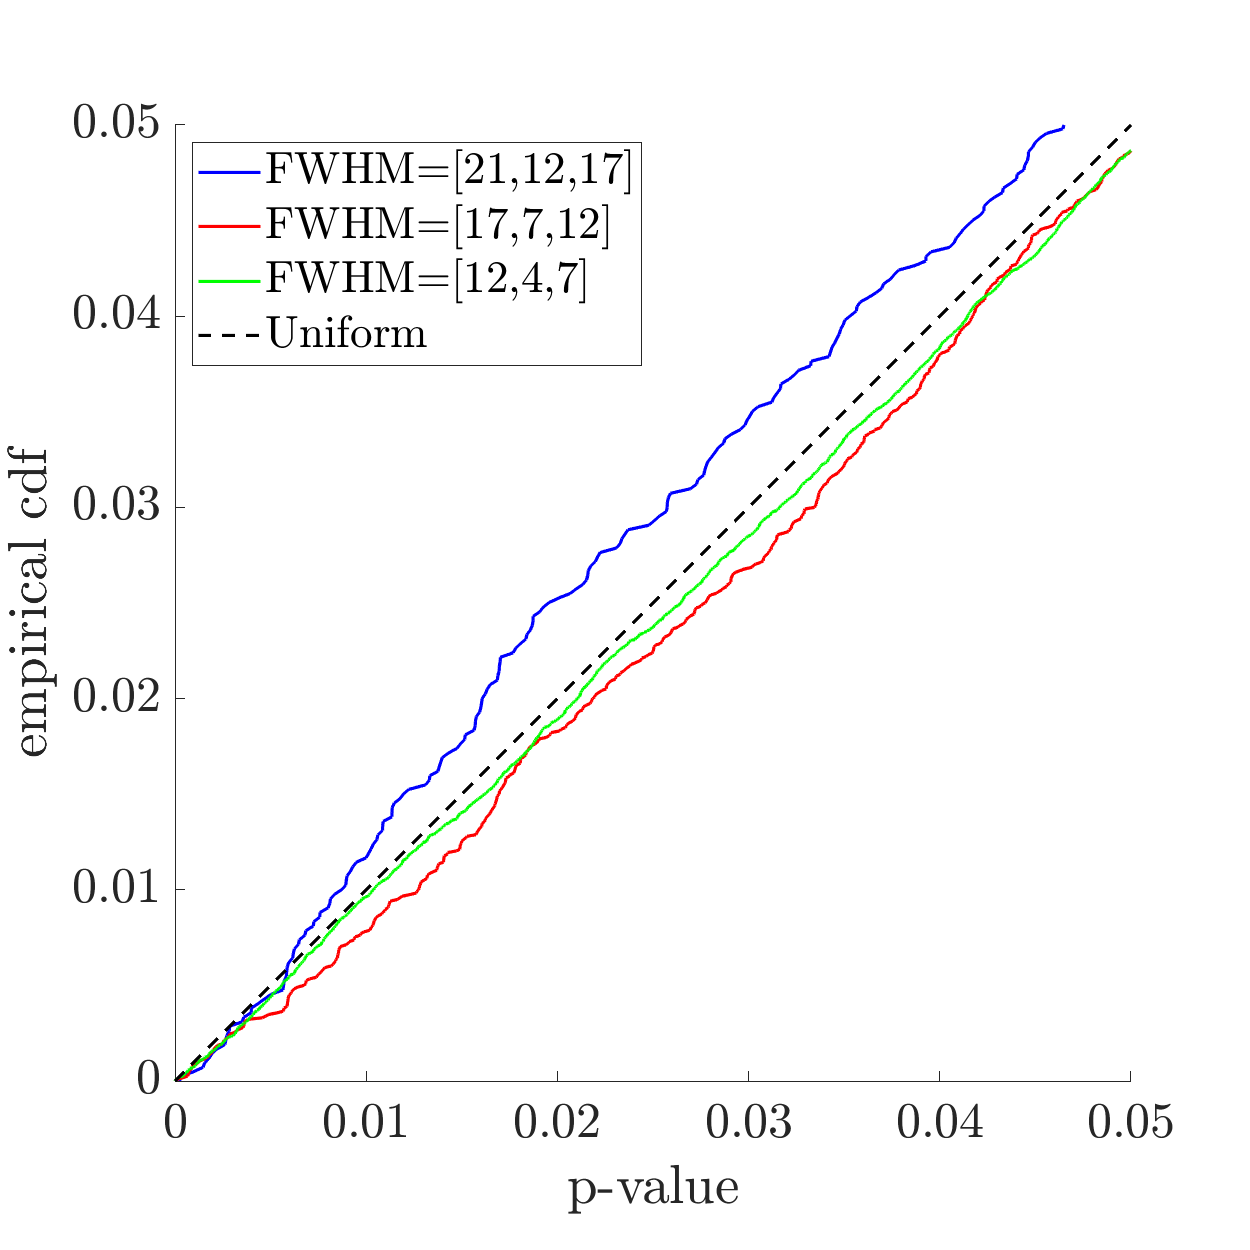 0.05
0.04
0.03
0.02
0.01
0
FWHM=[21,12,17]
FWHM=[17,7,12]
FWHM=[12,4,7]
Uniform
empirical cdf
0 0.01 0.02 0.03 0.04 0.05
p-value